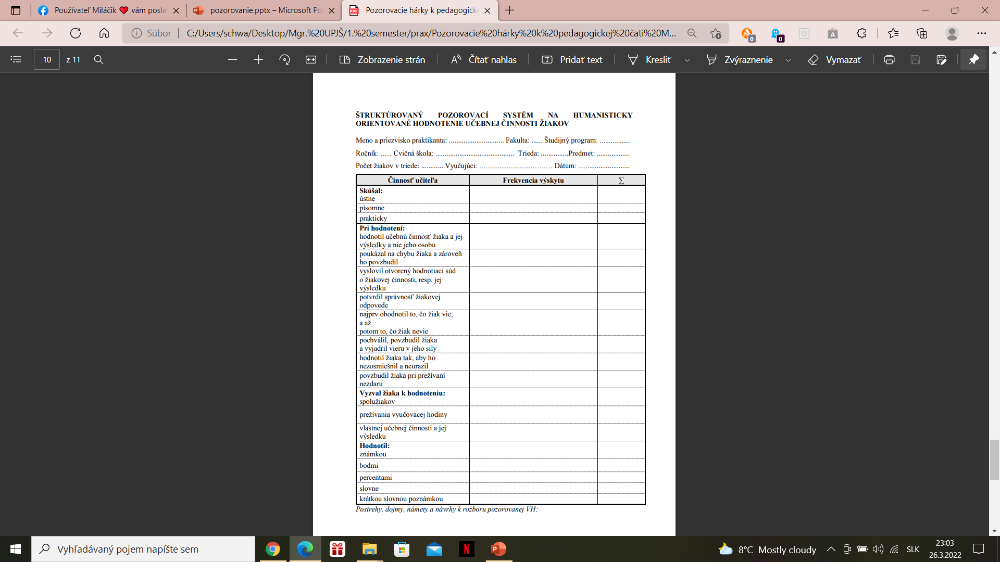 Používateľ Miláčik ❤ vám posla
pozorovanie.pptx – Microsoft Po
Pozorovacie hárky k pedagogick
Súbor
C:/Users/schwa/Desktop/Mgr.%20UPJŠ/1.%20semester/prax/Pozorovacie%20hárky%20k%20pedagogickej%20čati%20M...
0
0
A
10
z 11
Zobrazenie strán
Čítať nahlas
Pridať text
Kresliť
Zvýraznenie
Vymazať
ŠTRUKTÚROVANÝ POZOROVACÍ SYSTÉM NA HUMANISTICKY
ORIENTOVANÉ HODNOTENIE UČEBNEJ ČINNOSTI ŽIAKOV
Meno a priezvisko praktikanta: .............................. Fakulta: ...... Študijný program: .................
Ročník: ...... Cvičná škola: ........................................... Trieda: ...............Predmet: ..................
Počet žiakov v triede: ............ Vyučujúci: ........................................ Dátum: ............................
Činnosť učiteľa Frekvencia výskytu ∑
Skúšal:
ústne
písomne
prakticky
Pri hodnotení:
hodnotil učebnú činnosť žiaka a jej
výsledky a nie jeho osobu
poukázal na chybu žiaka a zároveň
ho povzbudil
vyslovil otvorený hodnotiaci súd
o žiakovej činnosti, resp. jej
výsledku
potvrdil správnosť žiakovej
odpovede
najprv ohodnotil to, čo žiak vie,
a až
potom to, čo žiak nevie
pochválil, povzbudil žiaka
a vyjadril vieru v jeho sily
hodnotil žiaka tak, aby ho
nezosmiešnil a neurazil
povzbudil žiaka pri prežívaní
nezdaru
Vyzval žiaka k hodnoteniu:
spolužiakov
prežívania vyučovacej hodiny
vlastnej učebnej činnosti a jej
výsledku
Hodnotil:
známkou
bodmi
percentami
slovne
krátkou slovnou poznámkou
Postrehy, dojmy, námety a návrhy k rozboru pozorovanej VH:
Vyhľadávaný pojem napíšte sem
8°C Mostly cloudy
SLK
23:03
26.3.2022